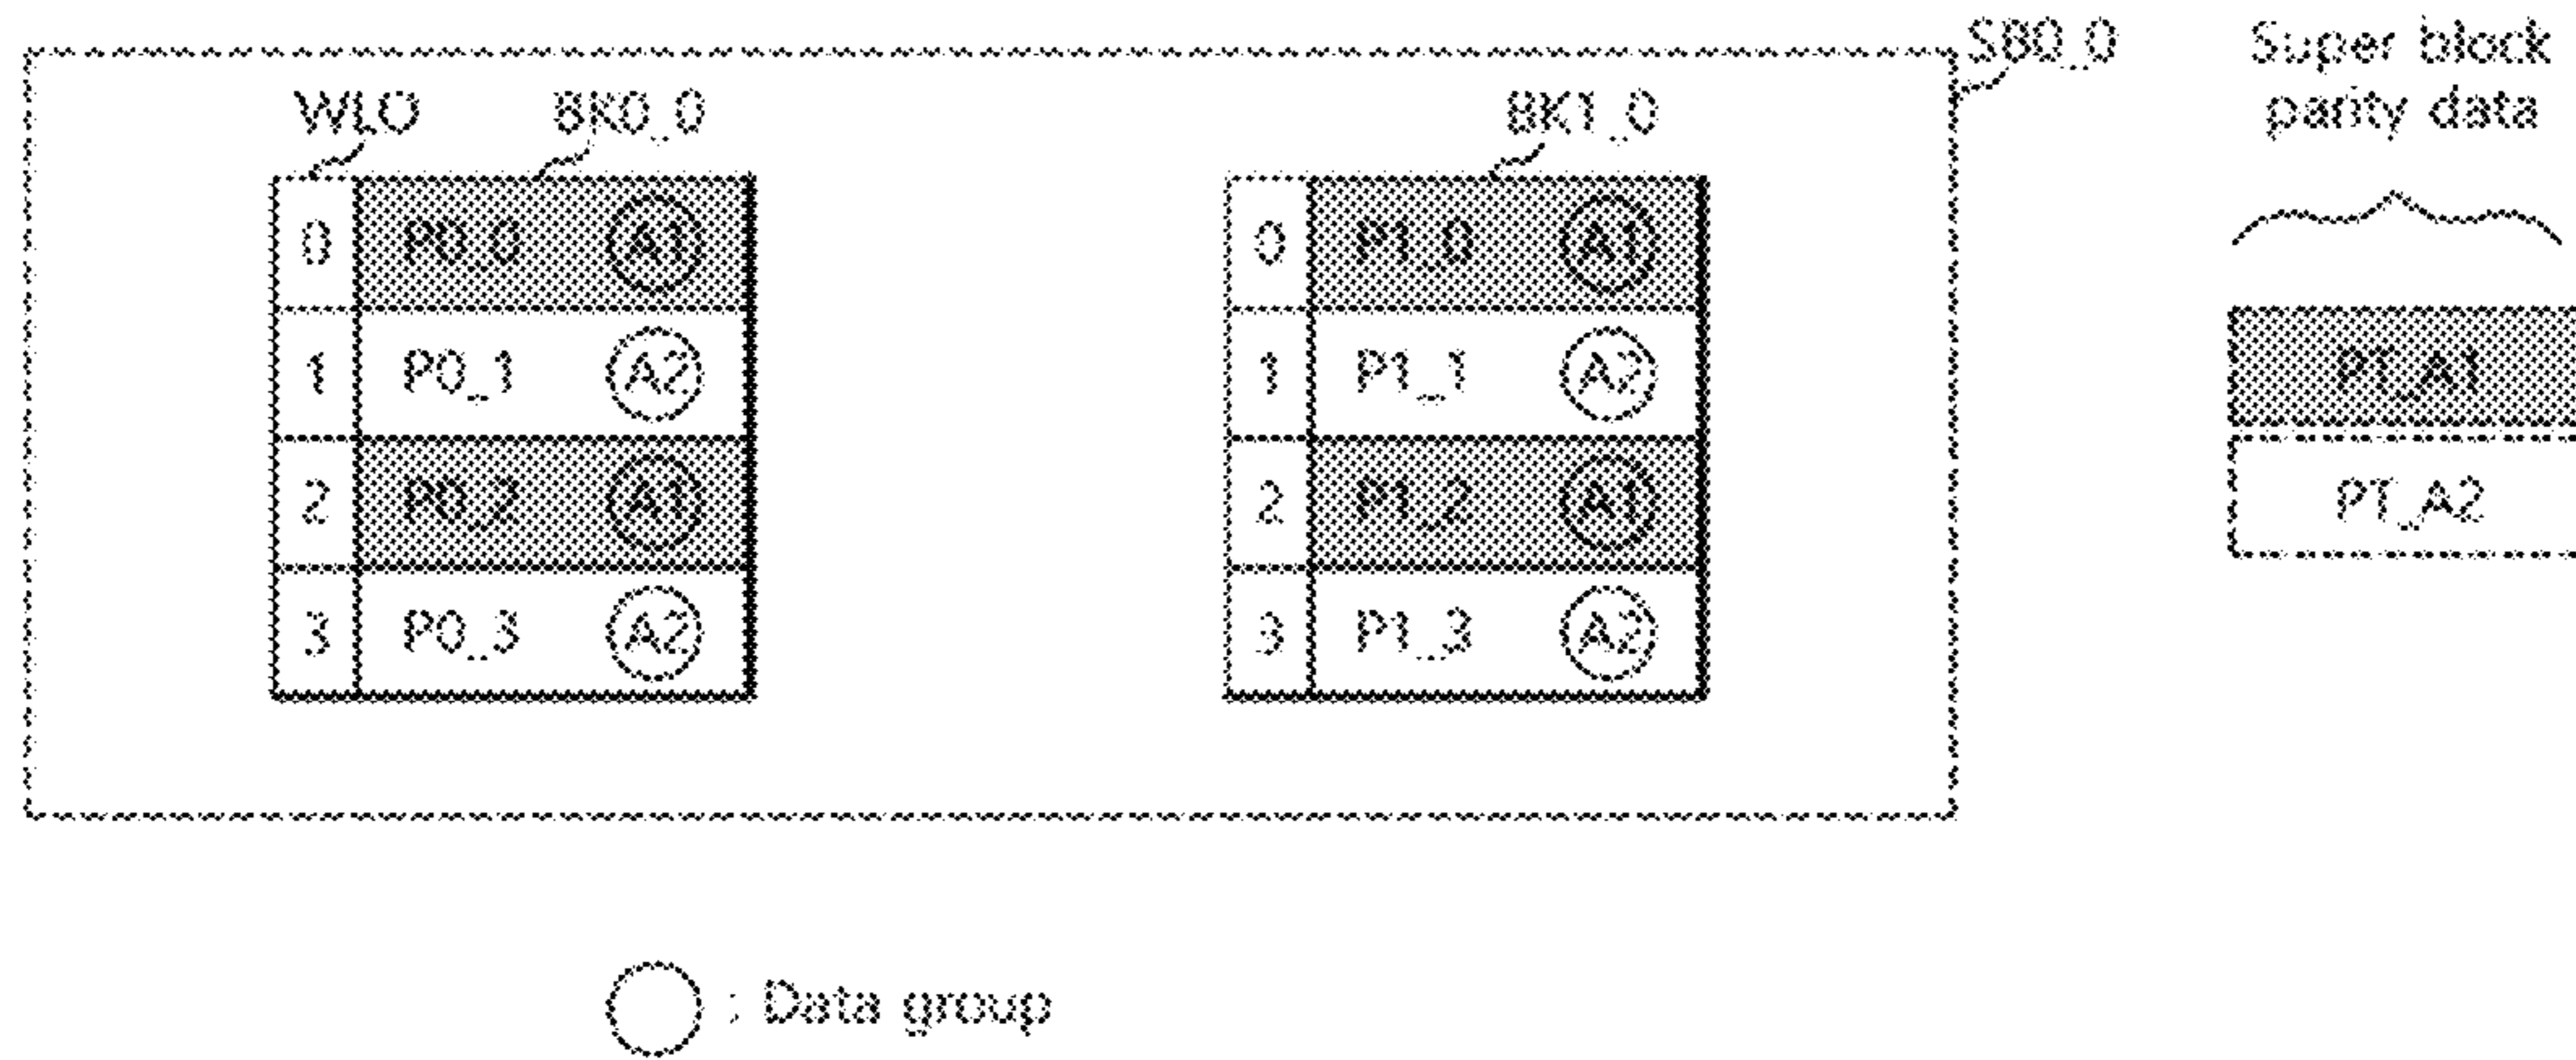 SB0_0
Super block
parity data
WL0
BK0_0
BK1_0
0 P0_0 A1
1 P0_1 A2
2 P0_2 A1
3 P0_3 A2
0 P1_0 A1
1 P1_1 A2
2 P1_2 A1
3 P1_3 A2
PT_A1
PT_A2
: Data group